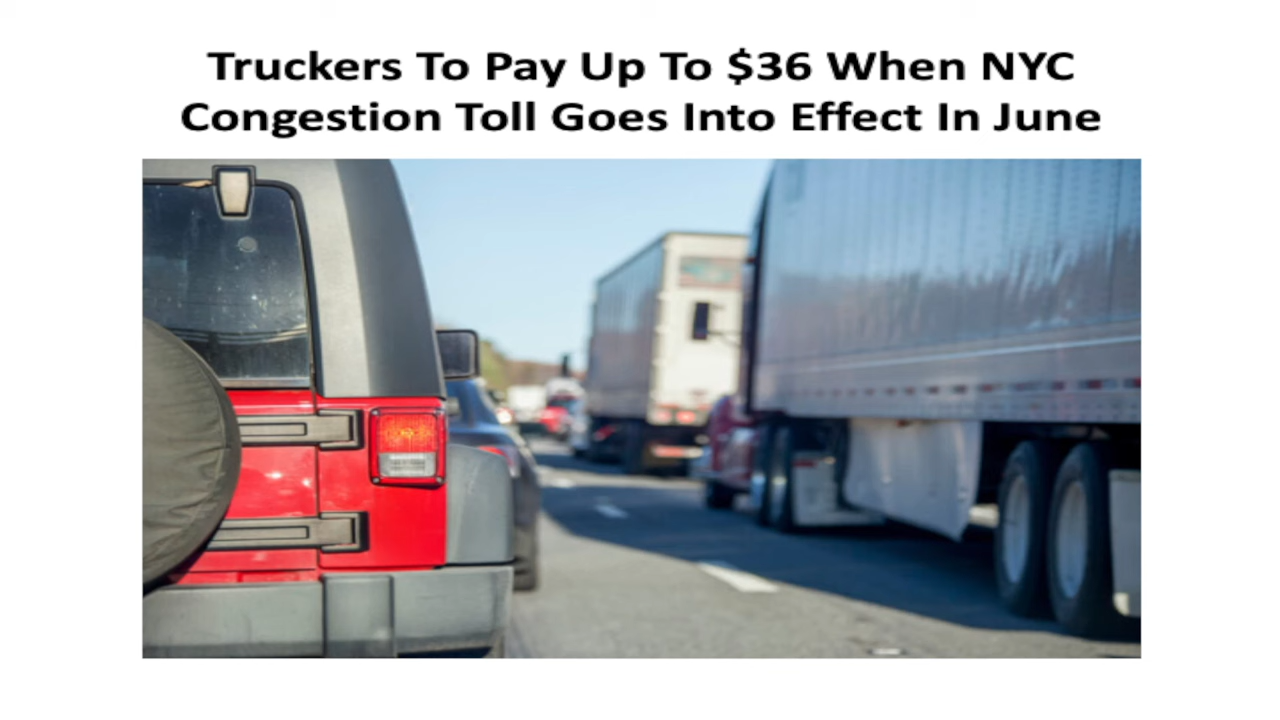 Truckers To Pay Up To $36 When NYC
Congestion Toll Goes Into Effect In June